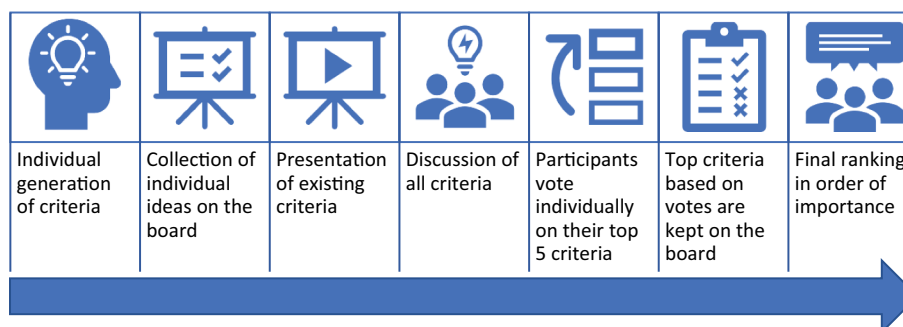 Individual
generation
of criteria
Collection of
individual
ideas on the
board
Presentation
of existing
criteria
Discussion of
all criteria
Participants
vote
individually
on their top
5 criteria
Top criteria
based on
votes are
kept on the
board
Final ranking
in order of
importance